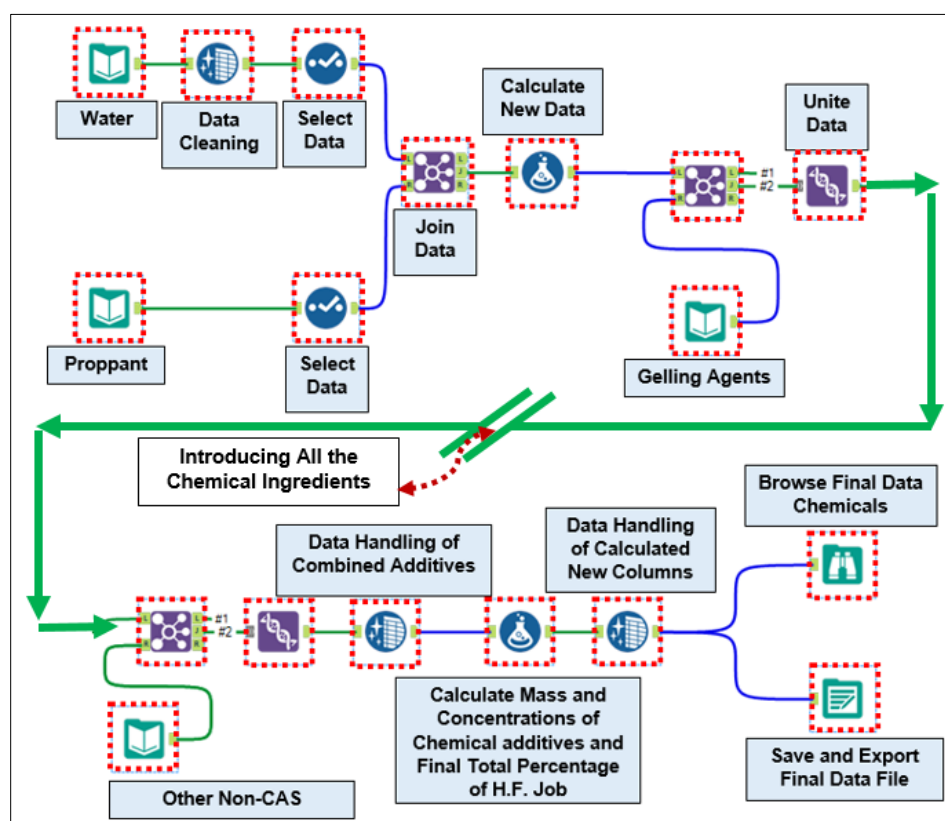 Water
Data
Cleaning
Select
Data
Calculate
New Data
Unite
Data
L
R
L
J
R
L
R
L
J
R
#1
#2
Join
Data
Proppant
Select
Data
Gelling Agents
Introducing All the
Chemical Ingredients
Browse Final Data
Chemicals
Data Handling of
Combined Additives
Data Handling
of Calculated
New Columns
L
R
L
J
R
#1
#2
Other Non-CAS
Calculate Mass and
Concentrations of
Chemical additives and
Final Total Percentage
of H.F. Job
Save and Export
Final Data File